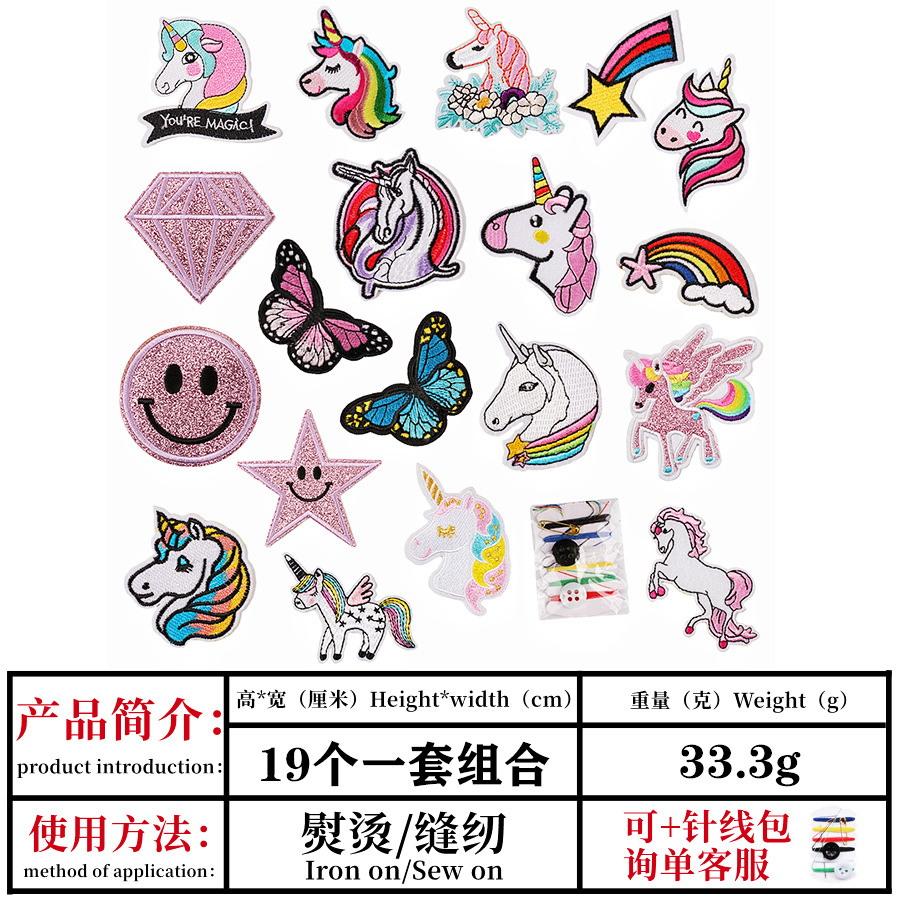 YOU'RE MAGIC!
产品简介：
product introduction：
高*宽（厘米）Height*width（cm）
重量（克）Weight（g）
19个一套组合
33.3g
使用方法：
method of application：
熨烫/缝纫
Iron on/Sew on
可+针线包
询单客服